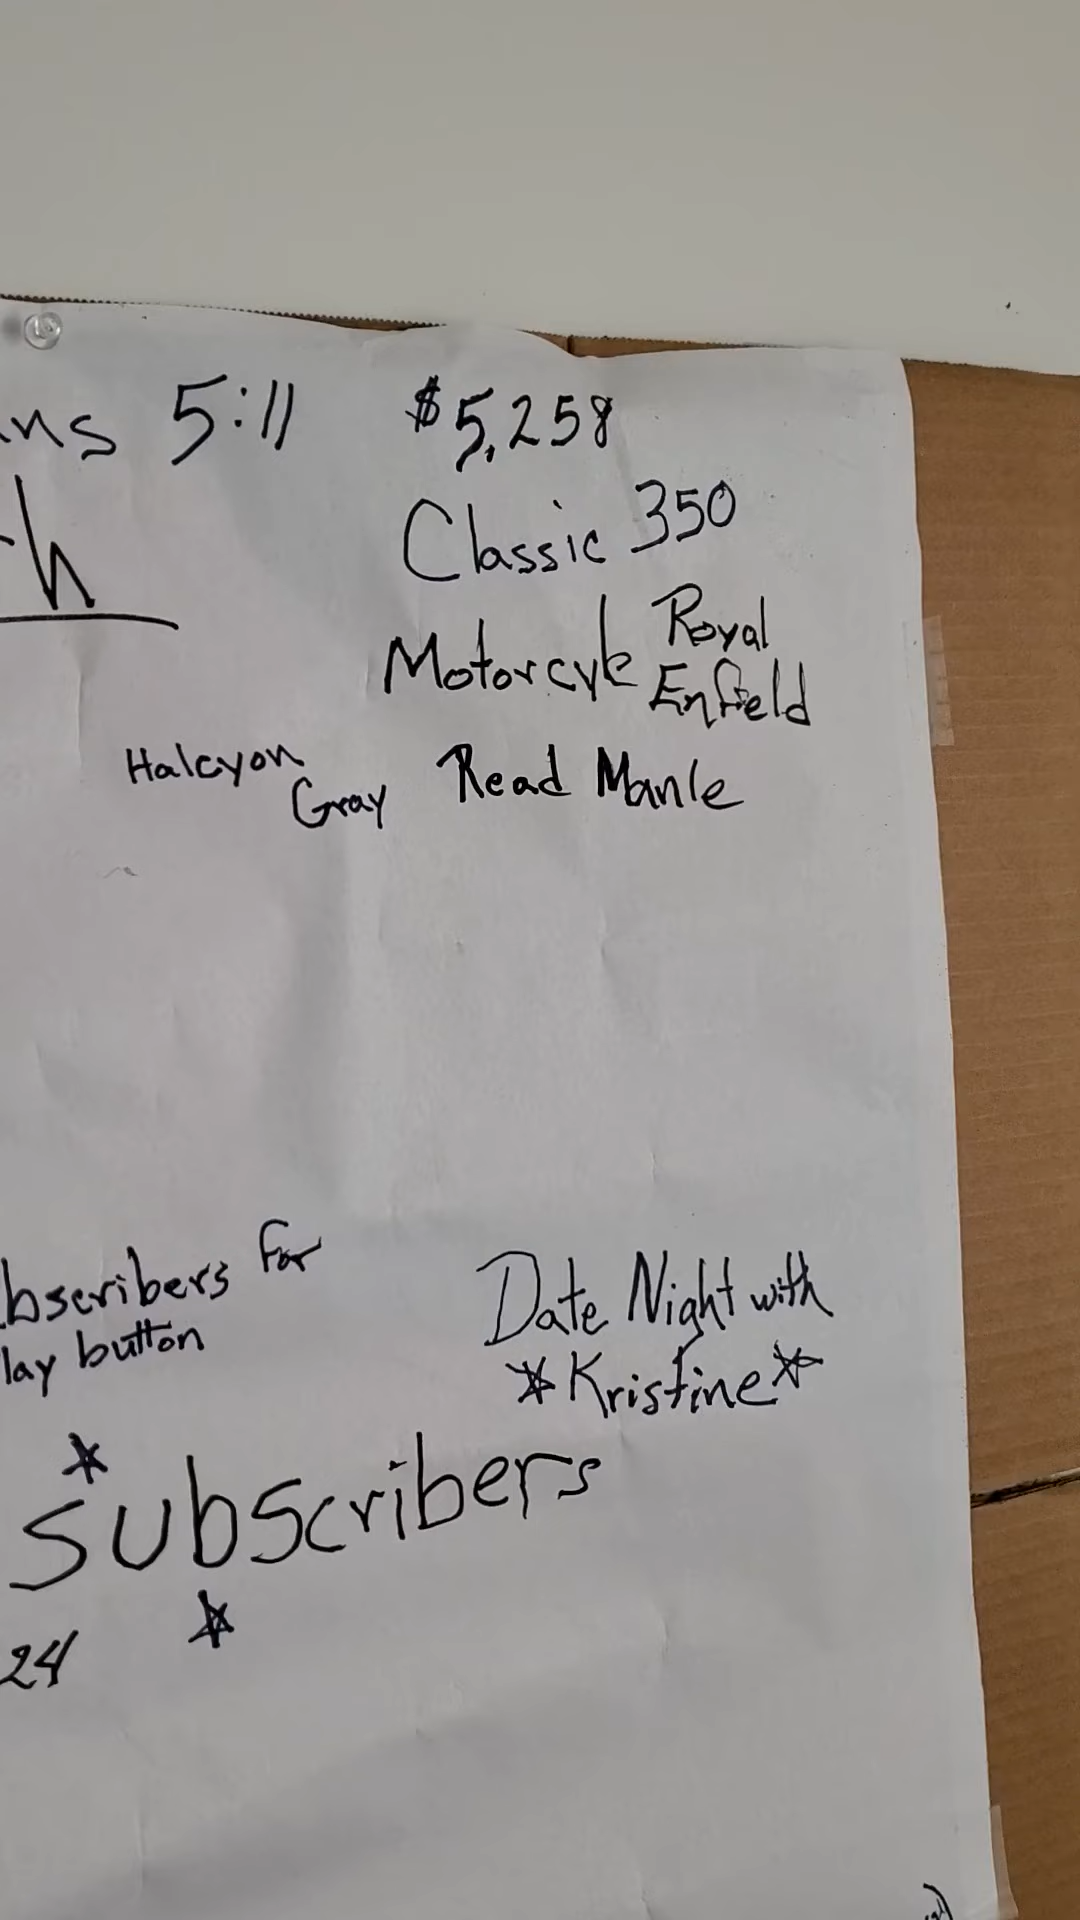 ns 5:11
$5,258
h
Classic 350
Motorcyle Royal
Enfield
Halcyon
Gray
Read Manle
bscribers for
lay button
Date Night with
*Kristine*
*
Subscribers
*
24